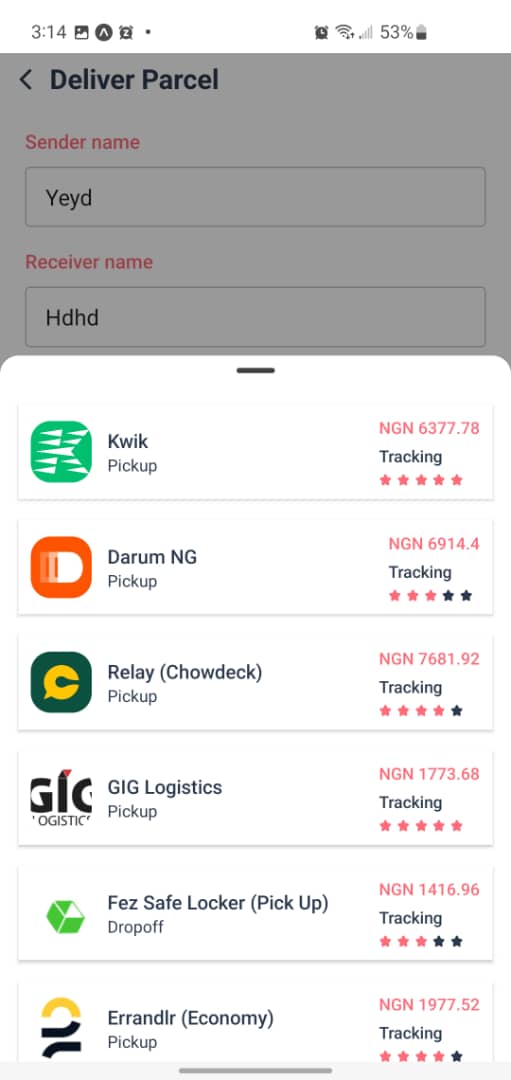 3:14
53%
Deliver Parcel
Sender name
Yeyd
Receiver name
Hdhd
Kwik
Pickup
NGN 6377.78
Tracking
Darum NG
Pickup
NGN 6914.4
Tracking
Relay (Chowdeck)
Pickup
NGN 7681.92
Tracking
GIG
LOGISTICS
GIG Logistics
Pickup
NGN 1773.68
Tracking
Fez Safe Locker (Pick Up)
Dropoff
NGN 1416.96
Tracking
Errandlr (Economy)
Pickup
NGN 1977.52
Tracking